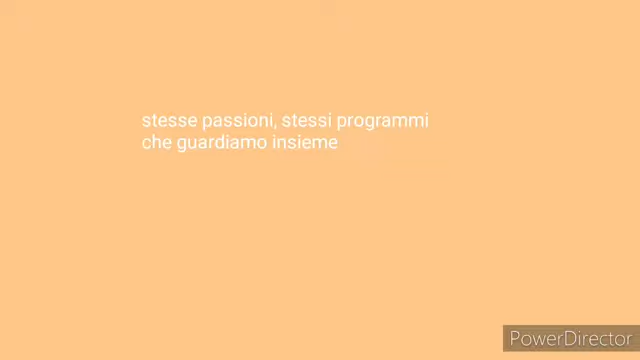 stesse passioni, stessi programmi
che guardiamo insieme
PowerDirector